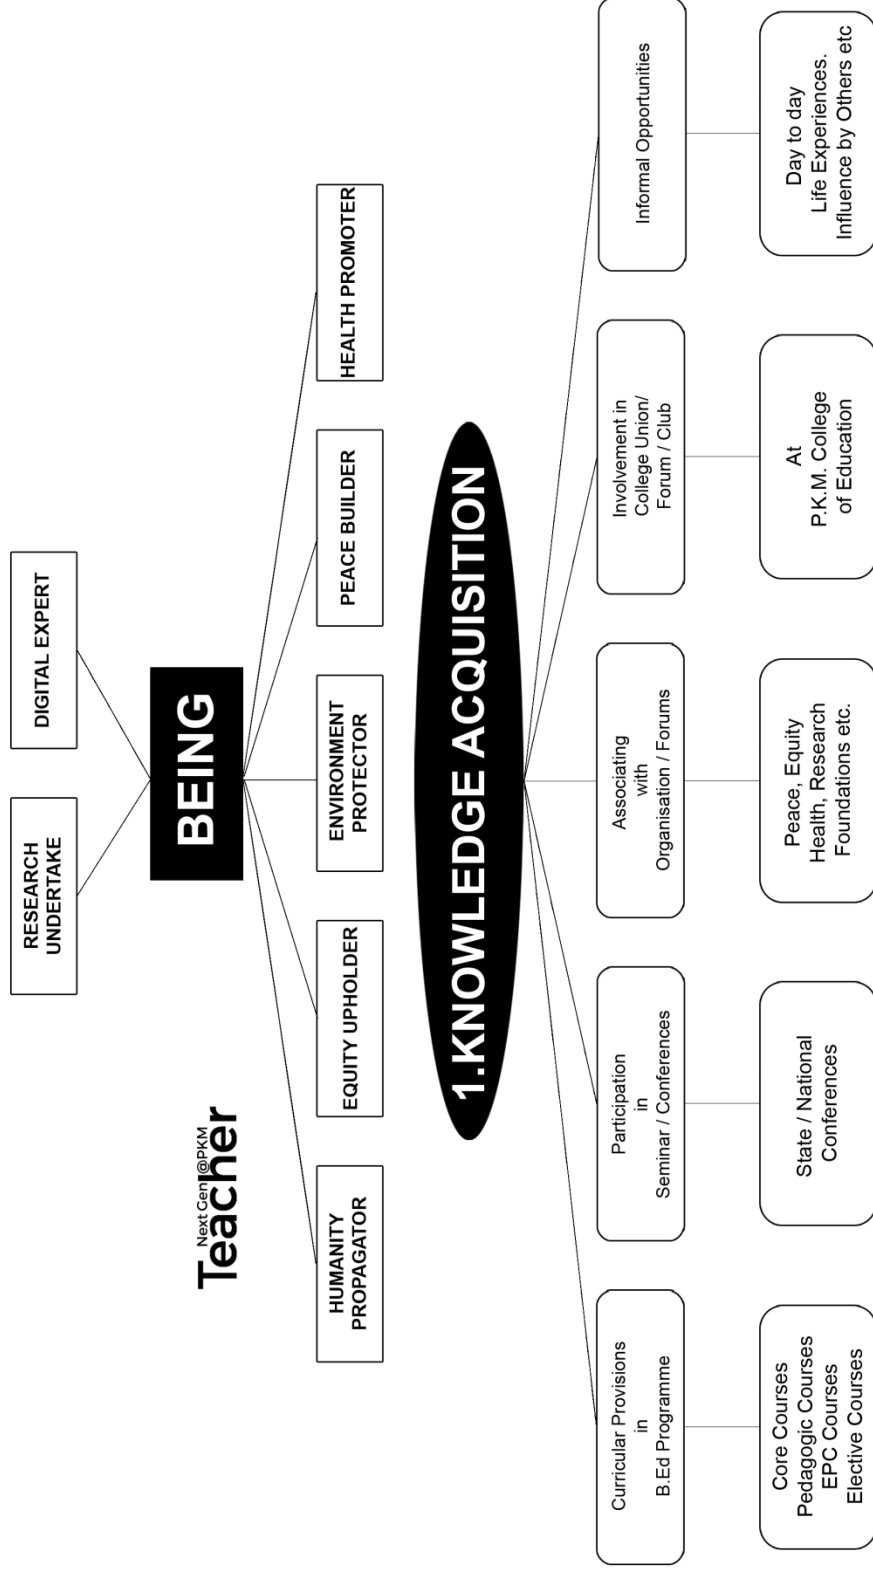 RESEARCH
UNDERTAKE
DIGITAL EXPERT
Next Gen @PKM
Teacher
BEING
HUMANITY
PROPAGATOR
EQUITY UPHOLDER
ENVIRONMENT
PROTECTOR
PEACE BUILDER
HEALTH PROMOTER
1.KNOWLEDGE ACQUISITION
Curricular Provisions
in
B.Ed Programme
Participation
in
Seminar / Conferences
Associating
with
Organisation / Forums
Involvement in
College Union/
Forum / Club
Informal Opportunities
Core Courses
Pedagogic Courses
EPC Courses
Elective Courses
State / National
Conferences
Peace, Equity
Health, Research
Foundations etc.
At
P.K.M. College
of Education
Day to day
Life Experiences.
Influence by Others etc